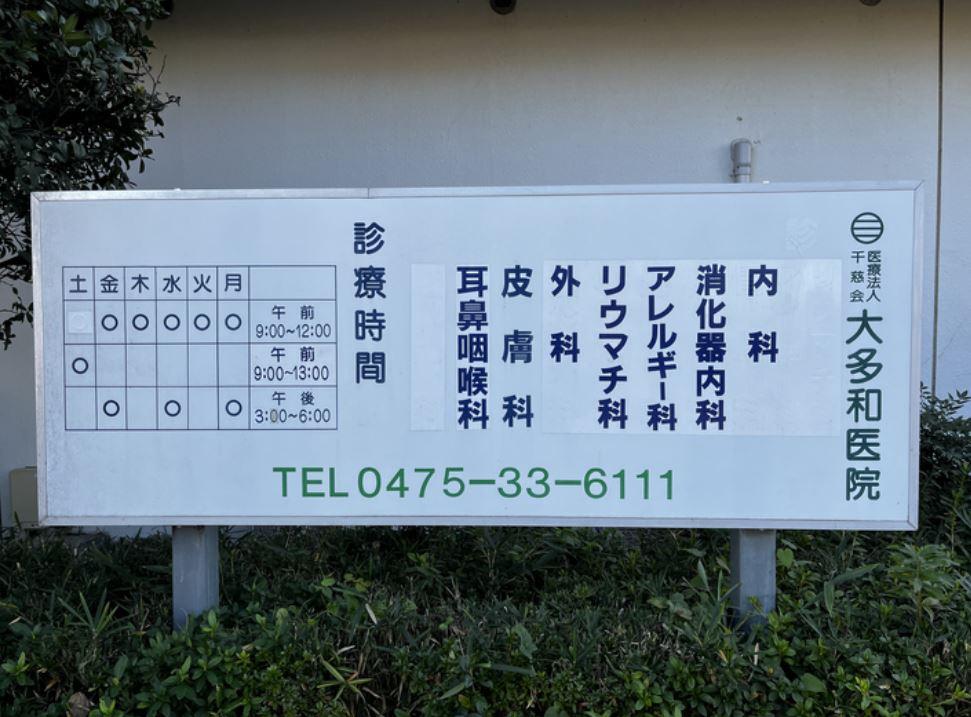 医療法人
千慈会
大多和医院
内科
消化器内科
アレルギー科
リウマチ科
外科
皮膚科
耳鼻咽喉科
診療時間
土 金 木 水 火 月
○ ○ ○ ○ ○ 午前 9:00~12:00
○ 午前 9:00~13:00
○ ○ ○ 午後 3:00~6:00
TEL 0475-33-6111